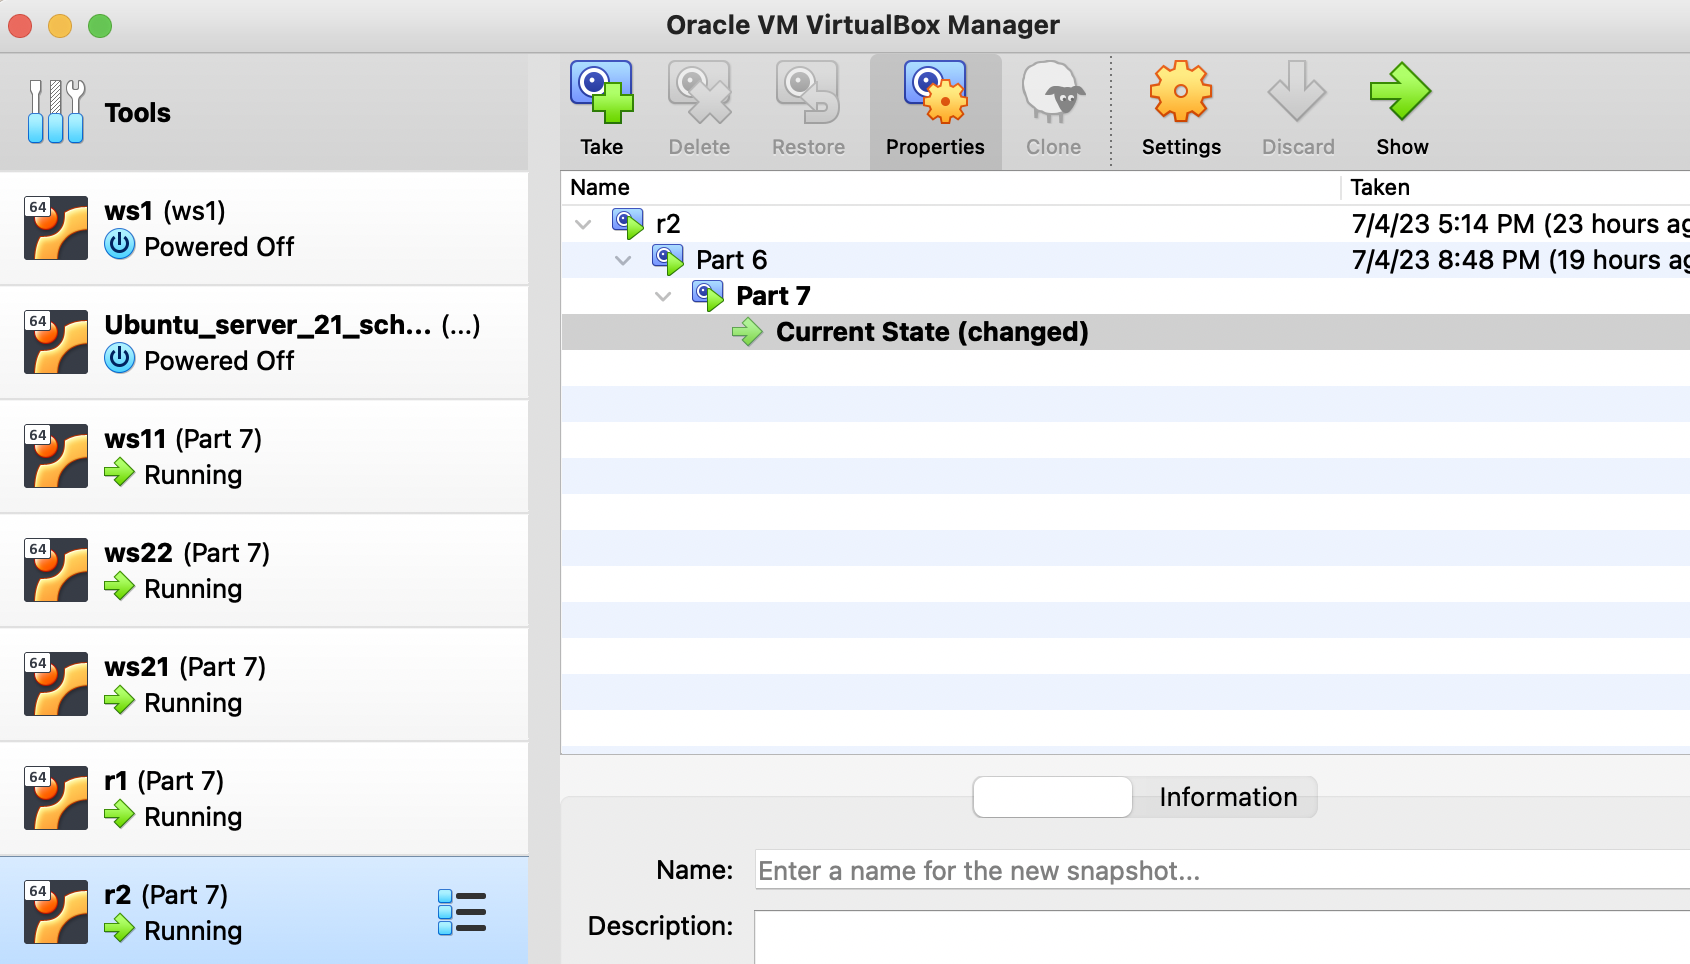 Oracle VM VirtualBox Manager
Tools
Take
Delete
Restore
Properties
Clone
Settings
Discard
Show
64
ws1 (ws1)
Powered Off
64
Ubuntu_server_21_sch... (...)
Powered Off
64
ws11 (Part 7)
Running
64
ws22 (Part 7)
Running
64
ws21 (Part 7)
Running
64
r1 (Part 7)
Running
64
r2 (Part 7)
Running
Name Taken
r2 7/4/23 5:14 PM (23 hours ag
Part 6 7/4/23 8:48 PM (19 hours ag
Part 7
Current State (changed)
Information
Name: Enter a name for the new snapshot...
Description: